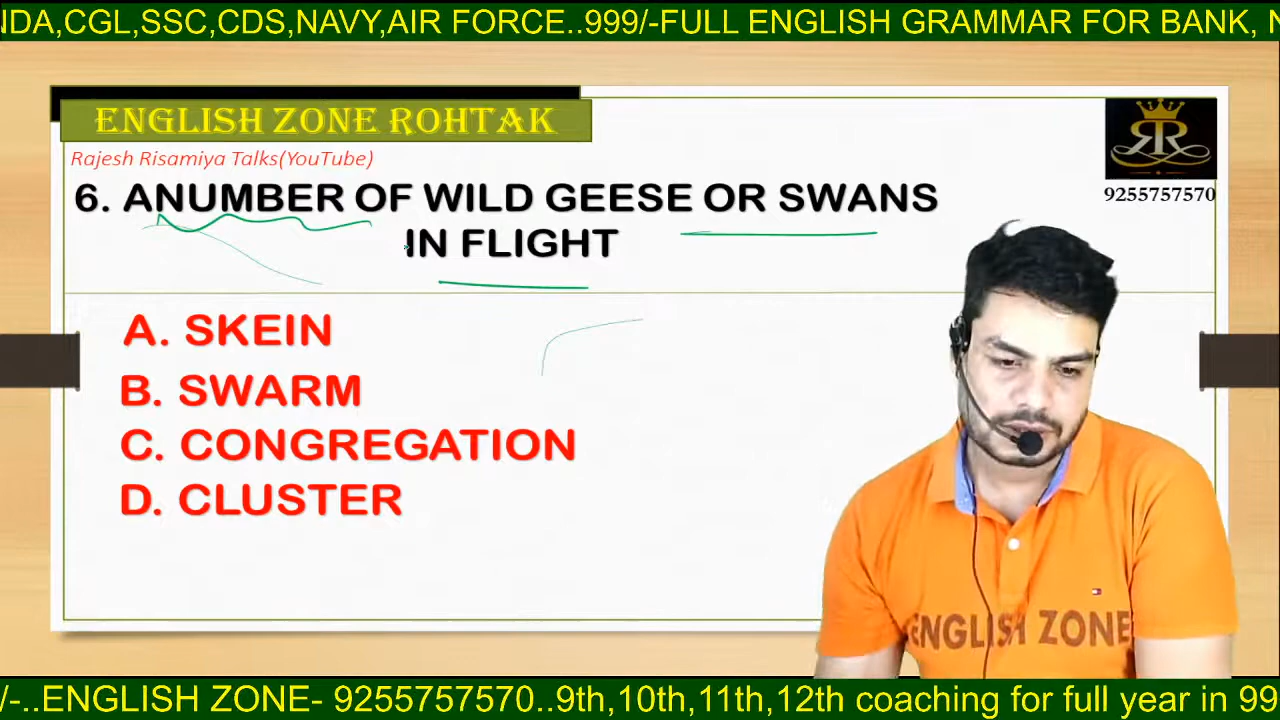 NDA,CGL,SSC,CDS,NAVY,AIR FORCE..999/-FULL ENGLISH GRAMMAR FOR BANK, N
ENGLISH ZONE ROHTAK
Rajesh Risamiya Talks(YouTube)
RR
9255757570
6. ANUMBER OF WILD GEESE OR SWANS
IN FLIGHT
A. SKEIN
B. SWARM
C. CONGREGATION
D. CLUSTER
ENGLISH ZONE
/-..ENGLISH ZONE- 9255757570..9th,10th,11th,12th coaching for full year in 99